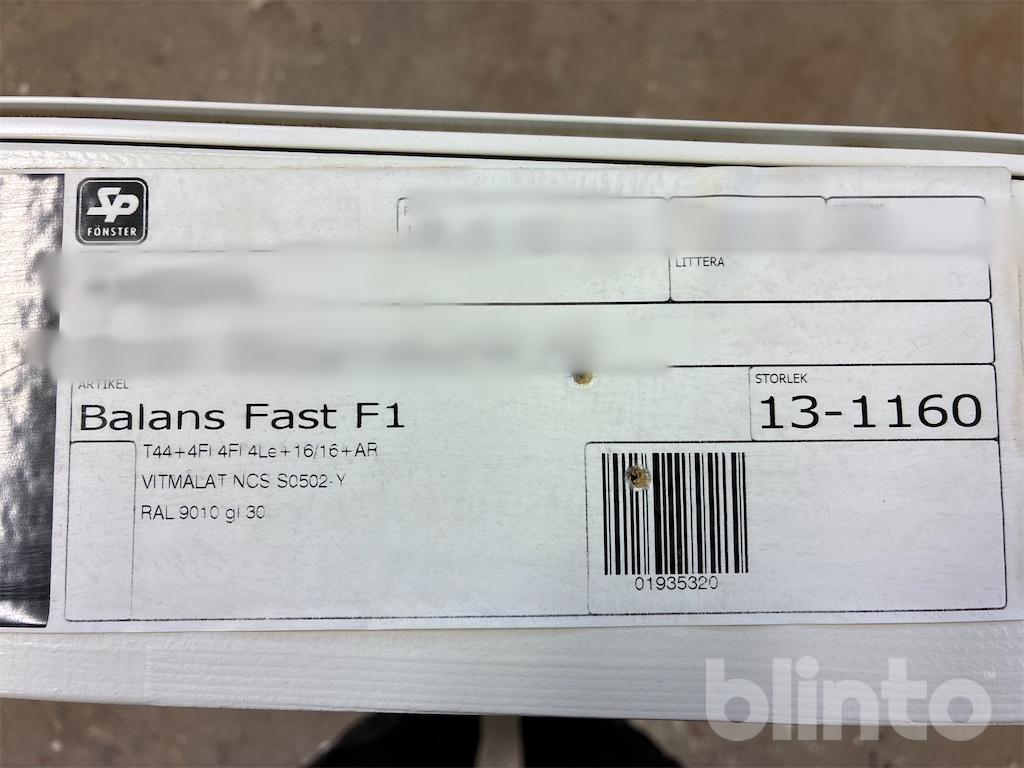 SP
FÖNSTER
LITTERA
ARTIKEL
Balans Fast F1
STORLEK
13-1160
T44+4Fl 4Fl 4Le+16/16+AR
VITMÅLAT NCS S0502-Y
RAL 9010 gl 30
01935320
blinto™